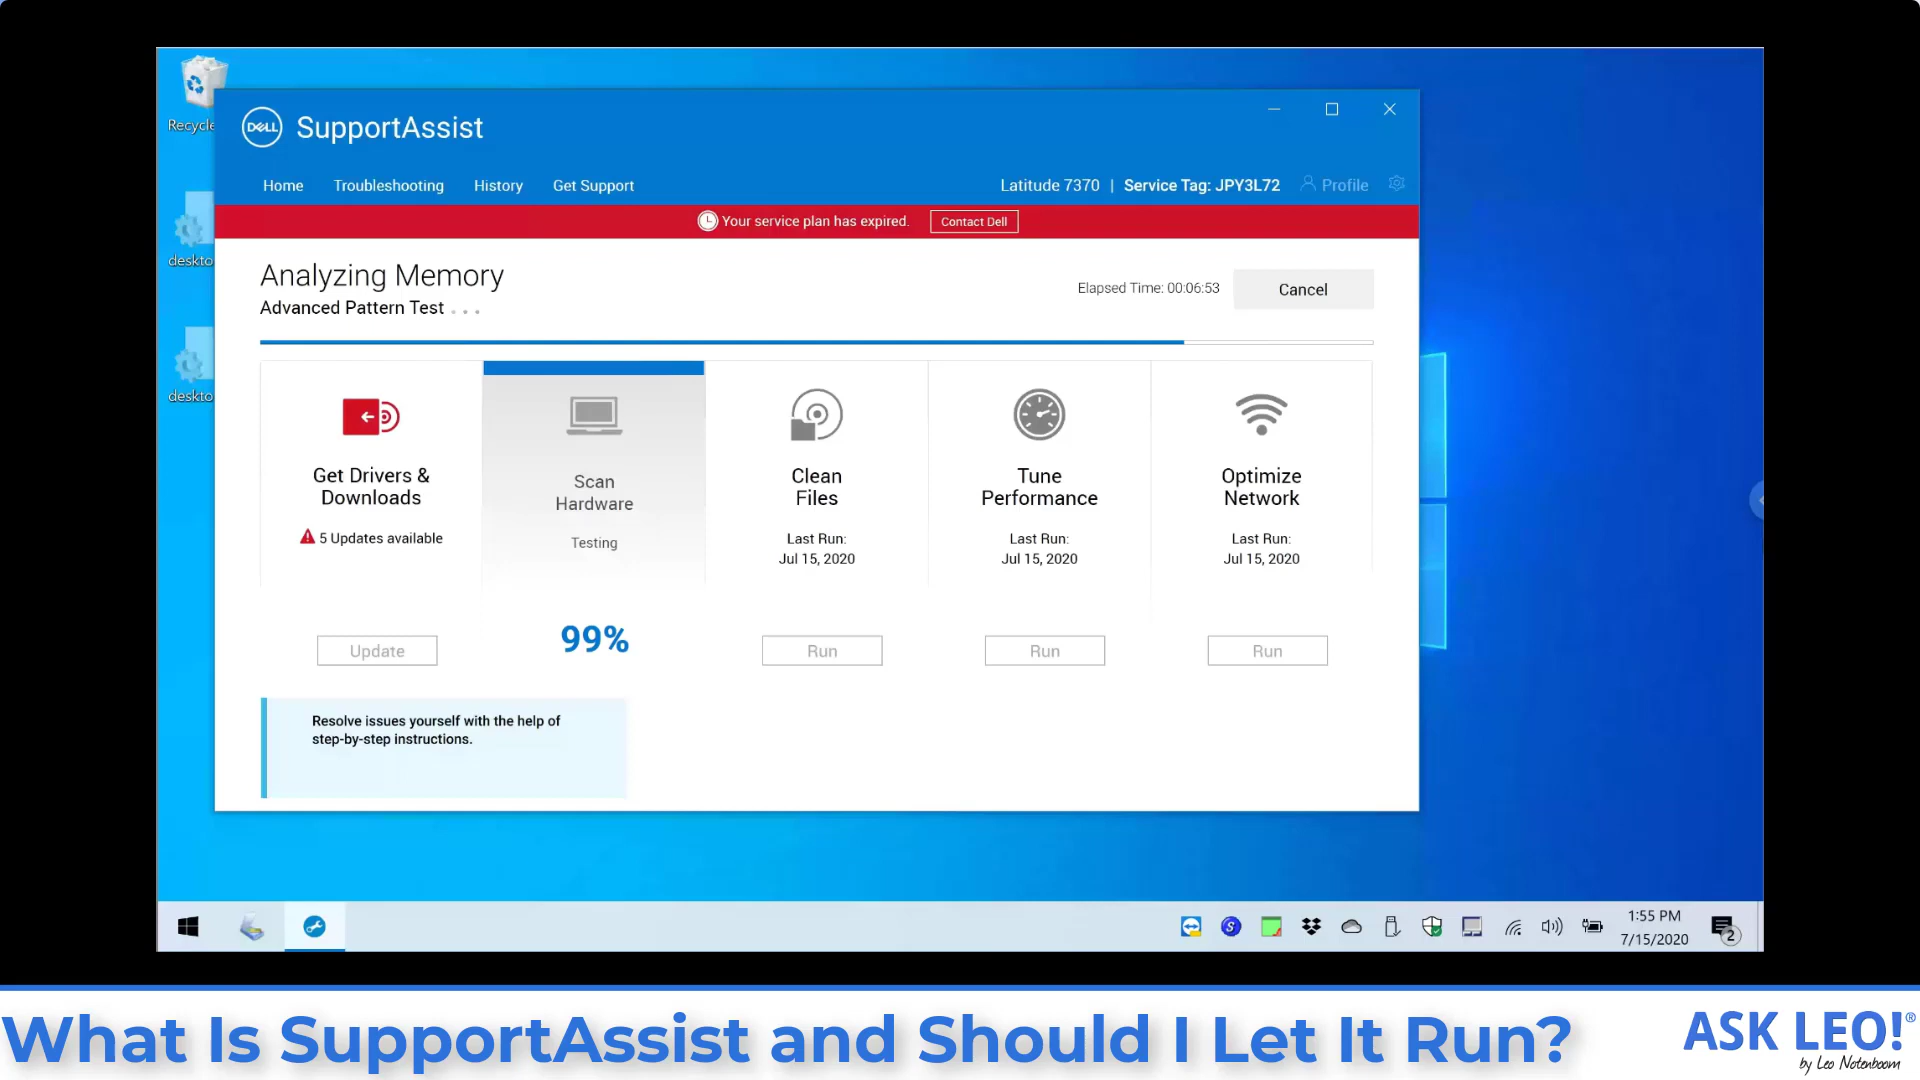 Recycle
DELL SupportAssist
Home Troubleshooting History Get Support Latitude 7370 | Service Tag: JPY3L72 Profile
Your service plan has expired. Contact Dell
Analyzing Memory
Advanced Pattern Test . . .
Elapsed Time: 00:06:53 Cancel
deskto
deskto
Get Drivers &
Downloads
5 Updates available
Update
Scan
Hardware
Testing
99%
Clean
Files
Last Run:
Jul 15, 2020
Run
Tune
Performance
Last Run:
Jul 15, 2020
Run
Optimize
Network
Last Run:
Jul 15, 2020
Run
Resolve issues yourself with the help of
step-by-step instructions.
S
1:55 PM
7/15/2020
2
What Is SupportAssist and Should I Let It Run?
ASK LEO!®
by Leo Notenboom